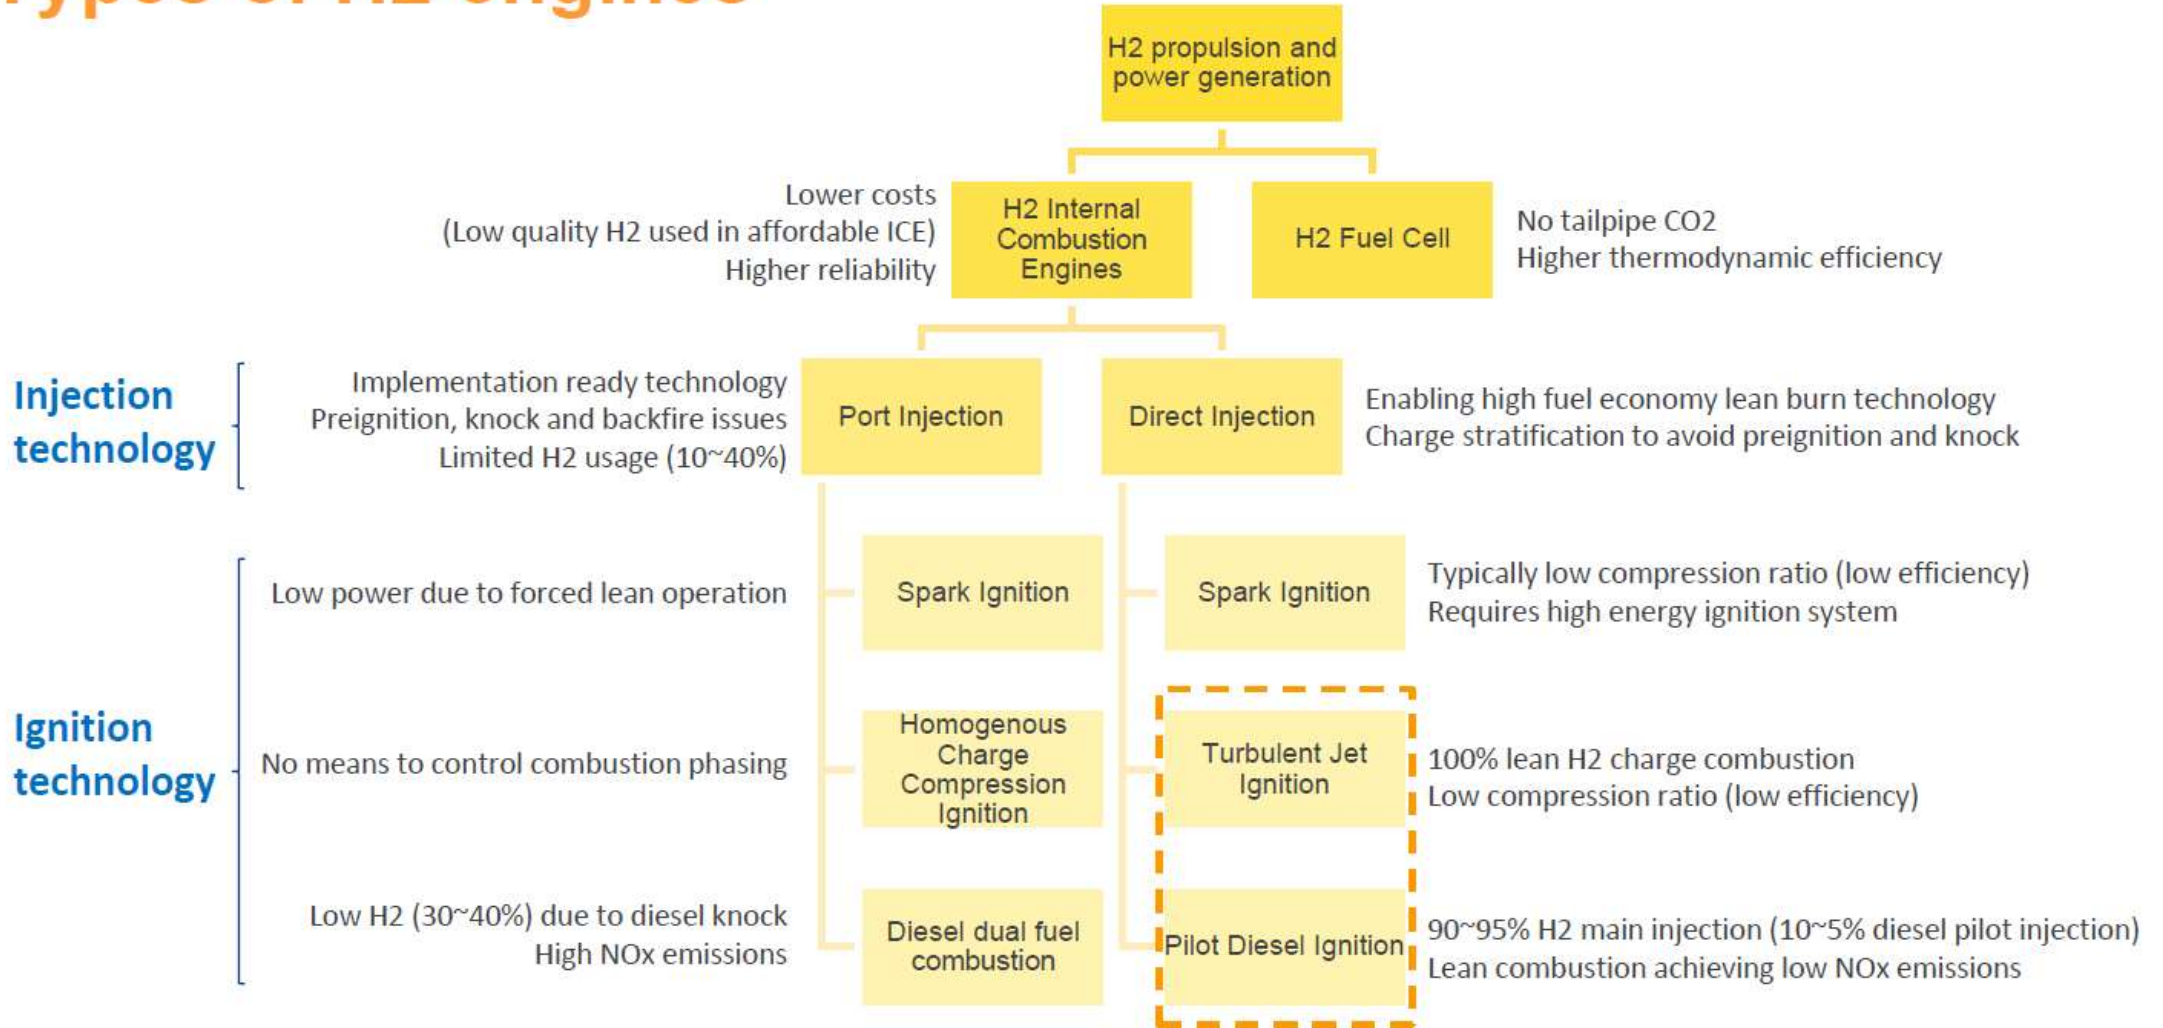 Types of H2 engines
H2 propulsion and
power generation
Lower costs
(Low quality H2 used in affordable ICE)
Higher reliability
H2 Internal
Combustion
Engines
H2 Fuel Cell
No tailpipe CO2
Higher thermodynamic efficiency
Injection
technology
Implementation ready technology
Preignition, knock and backfire issues
Limited H2 usage (10~40%)
Port Injection
Direct Injection
Enabling high fuel economy lean burn technology
Charge stratification to avoid preignition and knock
Ignition
technology
Low power due to forced lean operation
Spark Ignition
Spark Ignition
Typically low compression ratio (low efficiency)
Requires high energy ignition system
No means to control combustion phasing
Homogenous
Charge
Compression
Ignition
Turbulent Jet
Ignition
100% lean H2 charge combustion
Low compression ratio (low efficiency)
Low H2 (30~40%) due to diesel knock
High NOx emissions
Diesel dual fuel
combustion
Pilot Diesel Ignition
90~95% H2 main injection (10~5% diesel pilot injection)
Lean combustion achieving low NOx emissions